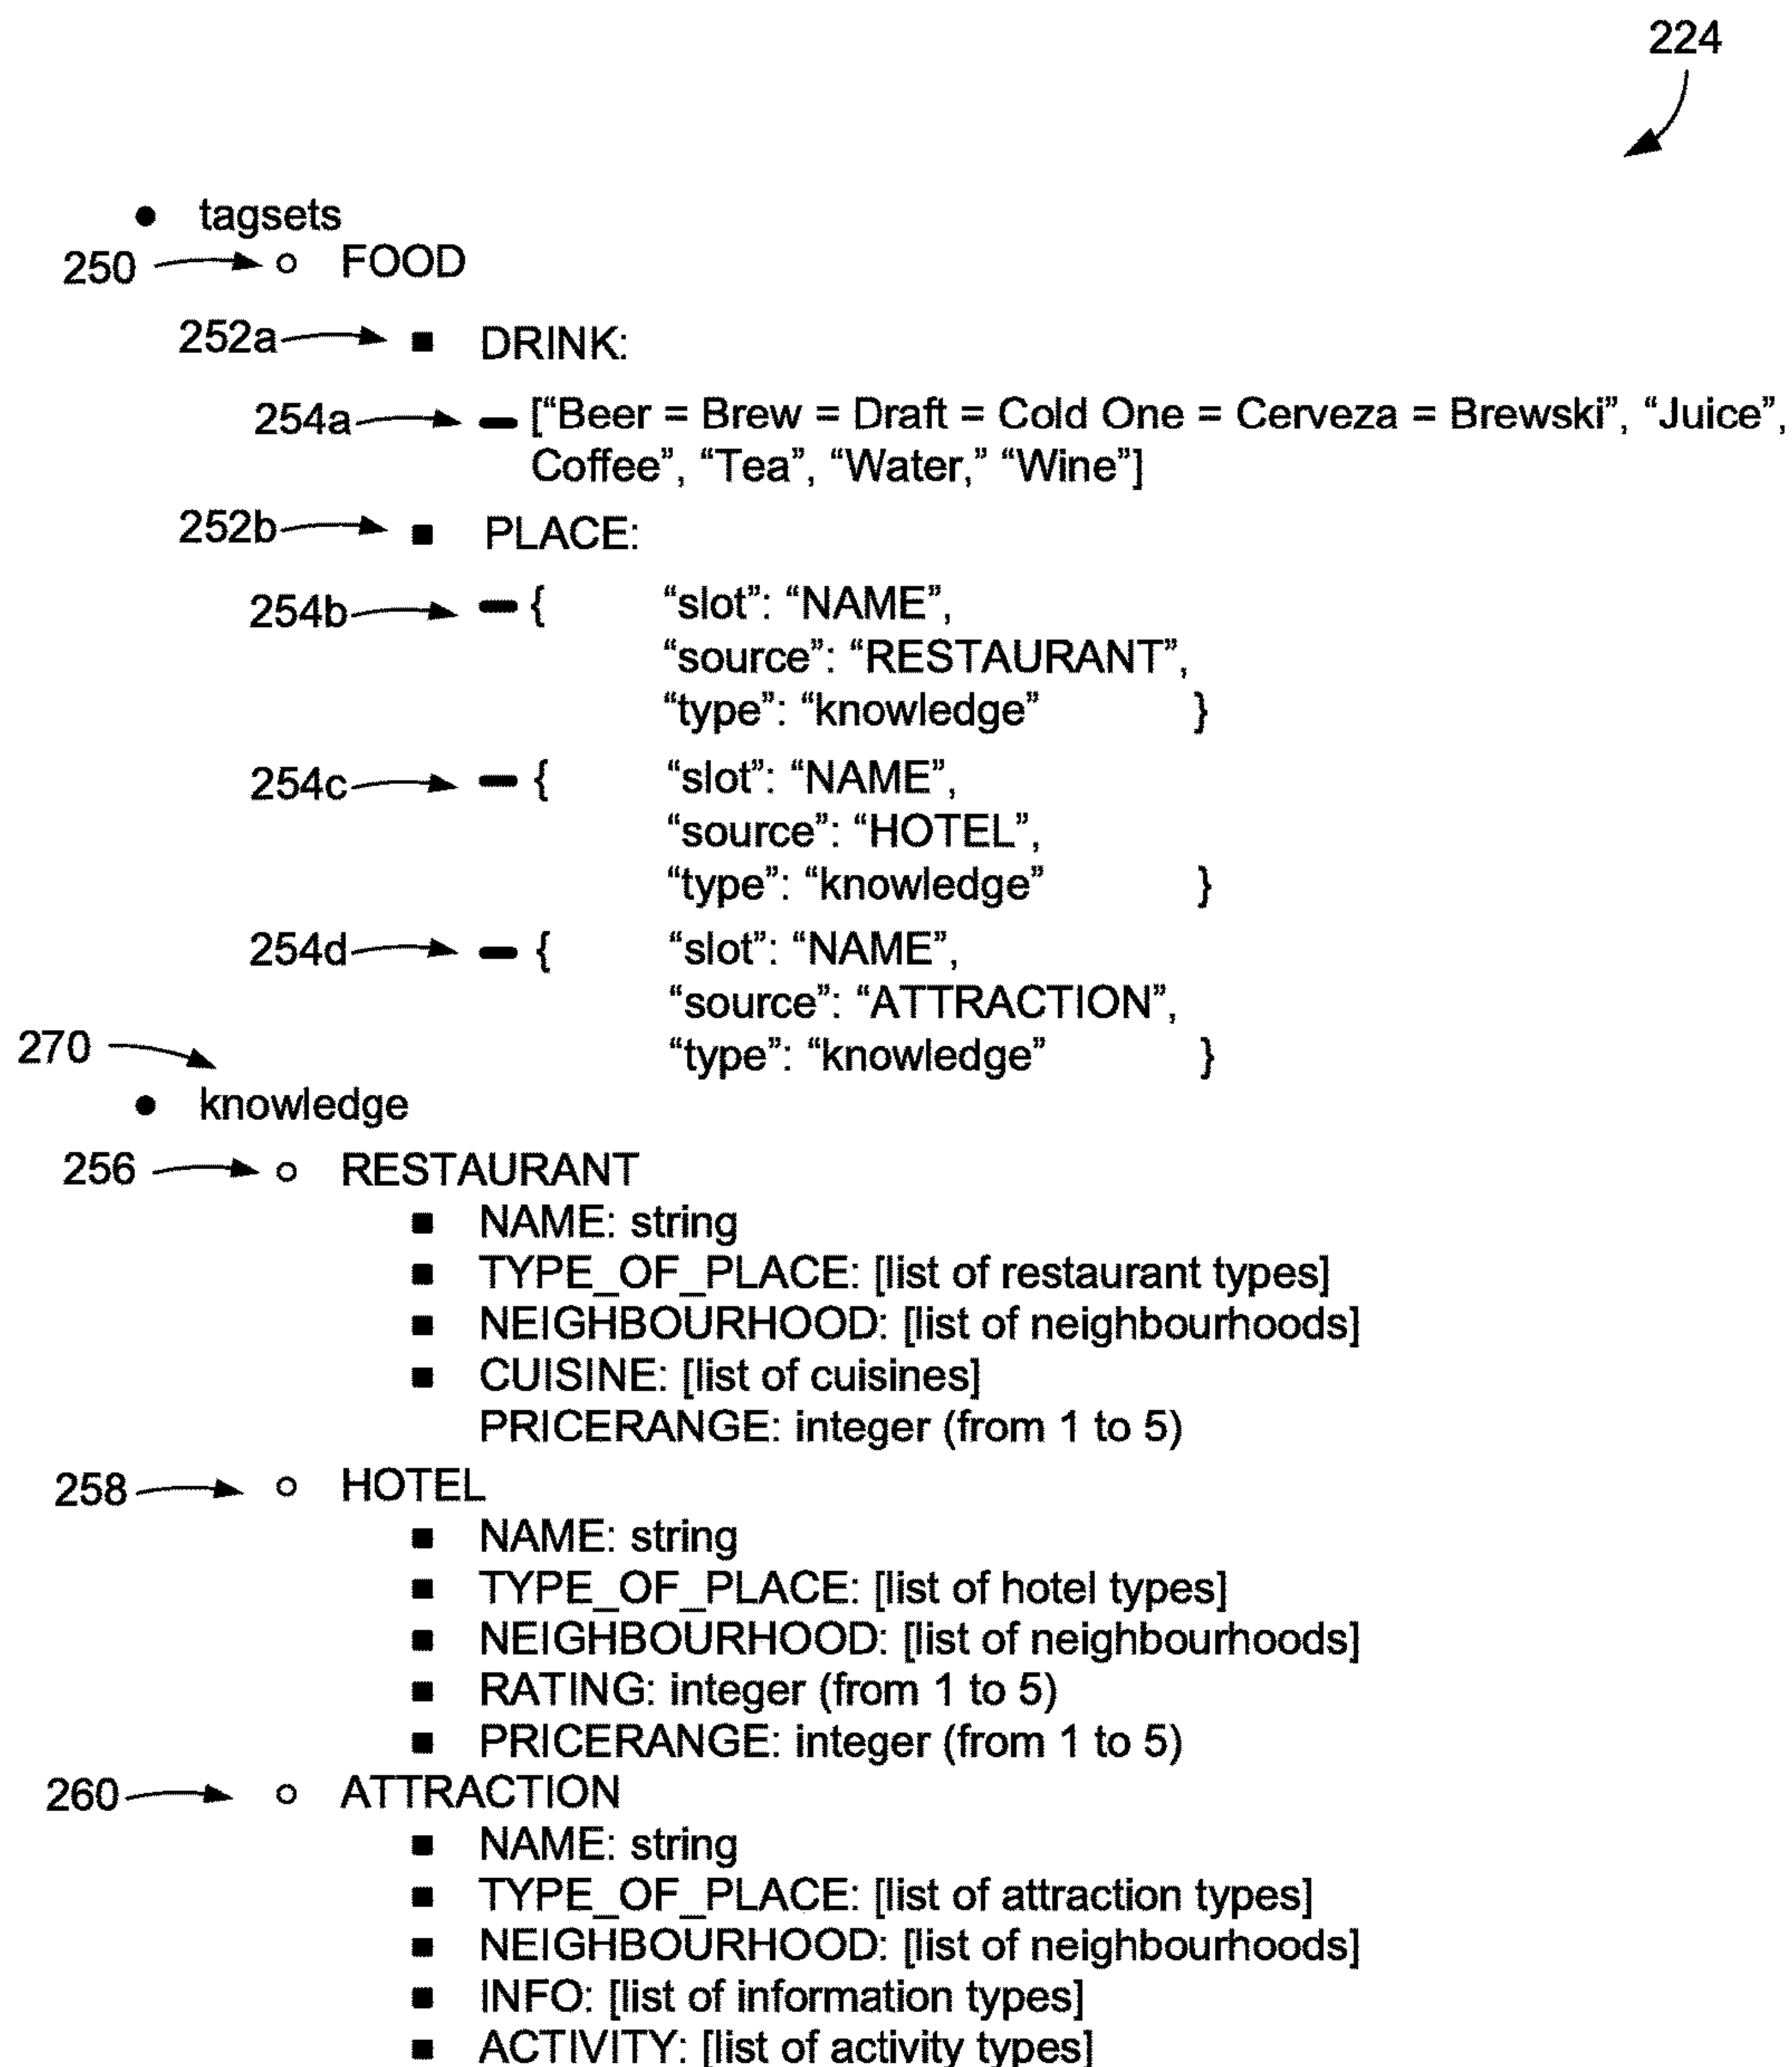 224
● tagsets
250 ○ FOOD
252a ■ DRINK:
254a ▬ [“Beer = Brew = Draft = Cold One = Cerveza = Brewski”, “Juice”,
Coffee”, “Tea”, “Water,” “Wine”]
252b ■ PLACE:
254b ▬ { “slot”: “NAME”,
“source”: “RESTAURANT”,
“type”: “knowledge” }
254c ▬ { “slot”: “NAME”,
“source”: “HOTEL”,
“type”: “knowledge” }
254d ▬ { “slot”: “NAME”,
“source”: “ATTRACTION”,
“type”: “knowledge” }
270
● knowledge
256 ○ RESTAURANT
■ NAME: string
■ TYPE_OF_PLACE: [list of restaurant types]
■ NEIGHBOURHOOD: [list of neighbourhoods]
■ CUISINE: [list of cuisines]
PRICERANGE: integer (from 1 to 5)
258 ○ HOTEL
■ NAME: string
■ TYPE_OF_PLACE: [list of hotel types]
■ NEIGHBOURHOOD: [list of neighbourhoods]
■ RATING: integer (from 1 to 5)
■ PRICERANGE: integer (from 1 to 5)
260 ○ ATTRACTION
■ NAME: string
■ TYPE_OF_PLACE: [list of attraction types]
■ NEIGHBOURHOOD: [list of neighbourhoods]
■ INFO: [list of information types]
■ ACTIVITY: [list of activity types]